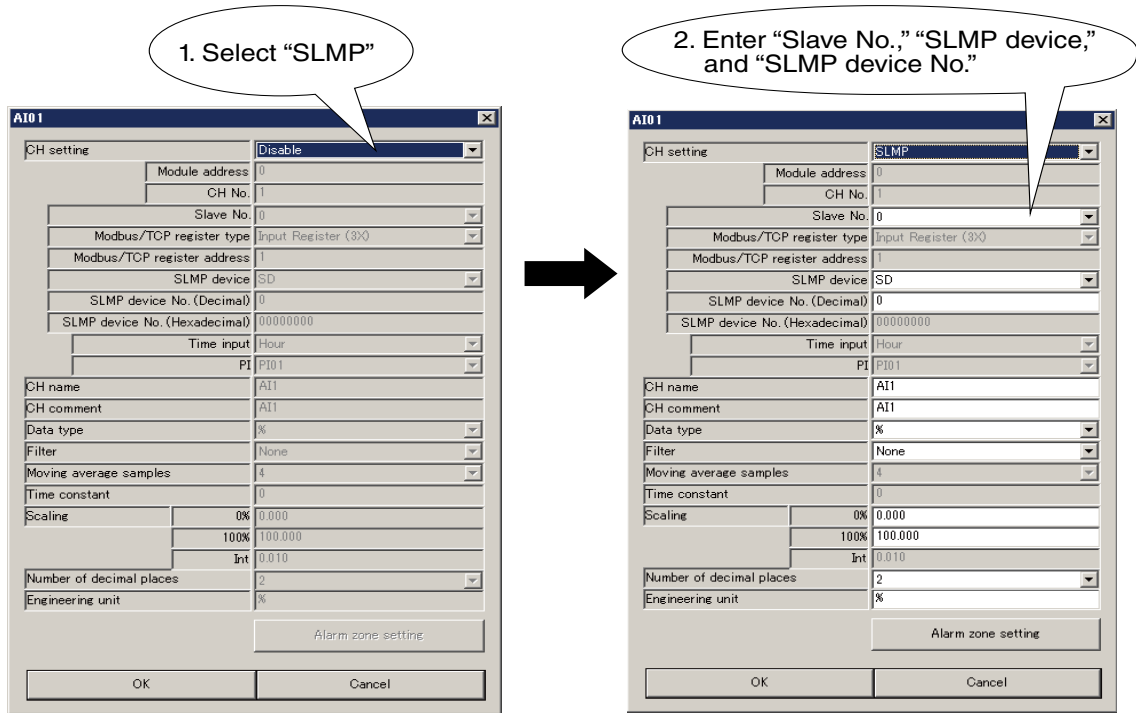 1. Select “SLMP”
AI01
CH setting Disable
Module address 0
CH No. 1
Slave No. 0
Modbus/TCP register type Input Register (3X)
Modbus/TCP register address 1
SLMP device SD
SLMP device No. (Decimal) 0
SLMP device No. (Hexadecimal) 00000000
Time input Hour
PI PI01
CH name AI1
CH comment AI1
Data type %
Filter None
Moving average samples 4
Time constant 0
Scaling 0% 0.000
100% 100.000
Int 0.010
Number of decimal places 2
Engineering unit %
Alarm zone setting
OK Cancel
2. Enter “Slave No.,” “SLMP device,”
and “SLMP device No.”
AI01
CH setting SLMP
Module address 0
CH No. 1
Slave No. 0
Modbus/TCP register type Input Register (3X)
Modbus/TCP register address 1
SLMP device SD
SLMP device No. (Decimal) 0
SLMP device No. (Hexadecimal) 00000000
Time input Hour
PI PI01
CH name AI1
CH comment AI1
Data type %
Filter None
Moving average samples 4
Time constant 0
Scaling 0% 0.000
100% 100.000
Int 0.010
Number of decimal places 2
Engineering unit %
Alarm zone setting
OK Cancel